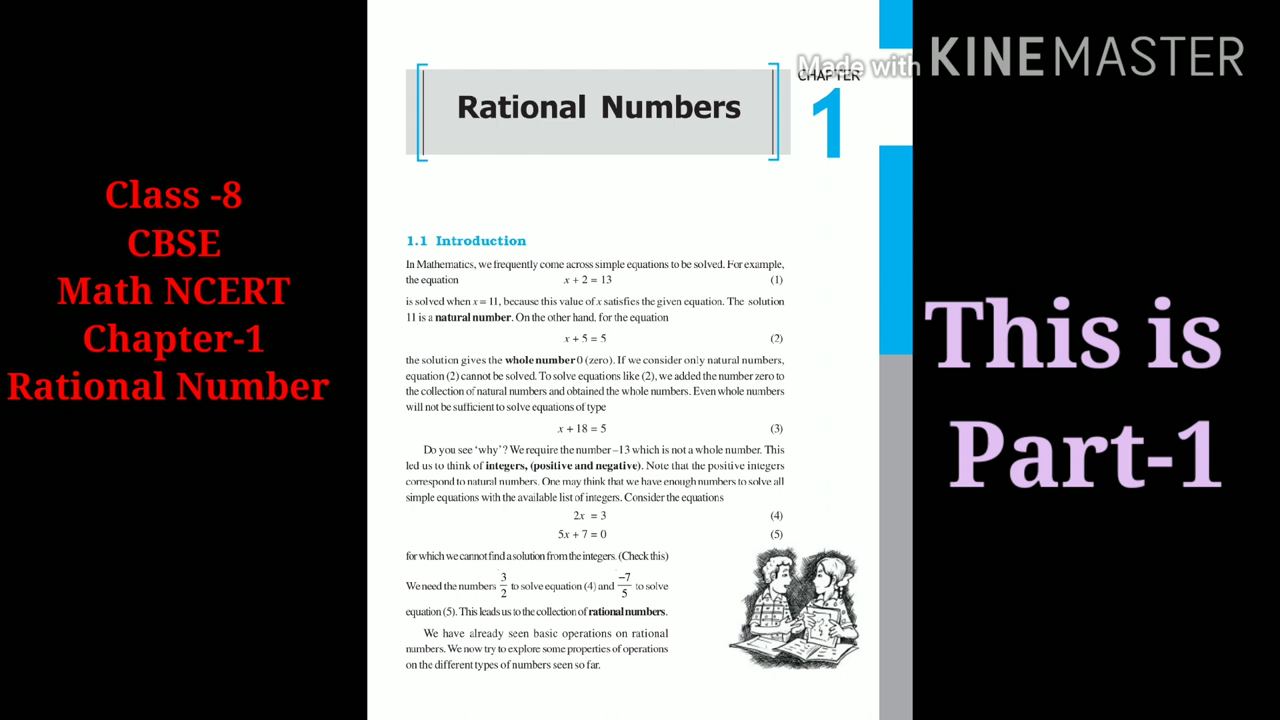 Class -8
CBSE
Math NCERT
Chapter-1
Rational Number
Made with KINEMASTER
CHAPTER
1
Rational Numbers
1.1 Introduction
In Mathematics, we frequently come across simple equations to be solved. For example,
the equation x + 2 = 13 (1)
is solved when x = 11, because this value of x satisfies the given equation. The solution
11 is a natural number. On the other hand, for the equation
x + 5 = 5 (2)
the solution gives the whole number 0 (zero). If we consider only natural numbers,
equation (2) cannot be solved. To solve equations like (2), we added the number zero to
the collection of natural numbers and obtained the whole numbers. Even whole numbers
will not be sufficient to solve equations of type
x + 18 = 5 (3)
Do you see ‘why’? We require the number –13 which is not a whole number. This
led us to think of integers, (positive and negative). Note that the positive integers
correspond to natural numbers. One may think that we have enough numbers to solve all
simple equations with the available list of integers. Consider the equations
2x = 3 (4)
5x + 7 = 0 (5)
for which we cannot find a solution from the integers. (Check this)
We need the numbers 3/2 to solve equation (4) and −7/5 to solve
equation (5). This leads us to the collection of rational numbers.
We have already seen basic operations on rational
numbers. We now try to explore some properties of operations
on the different types of numbers seen so far.
This is
Part-1